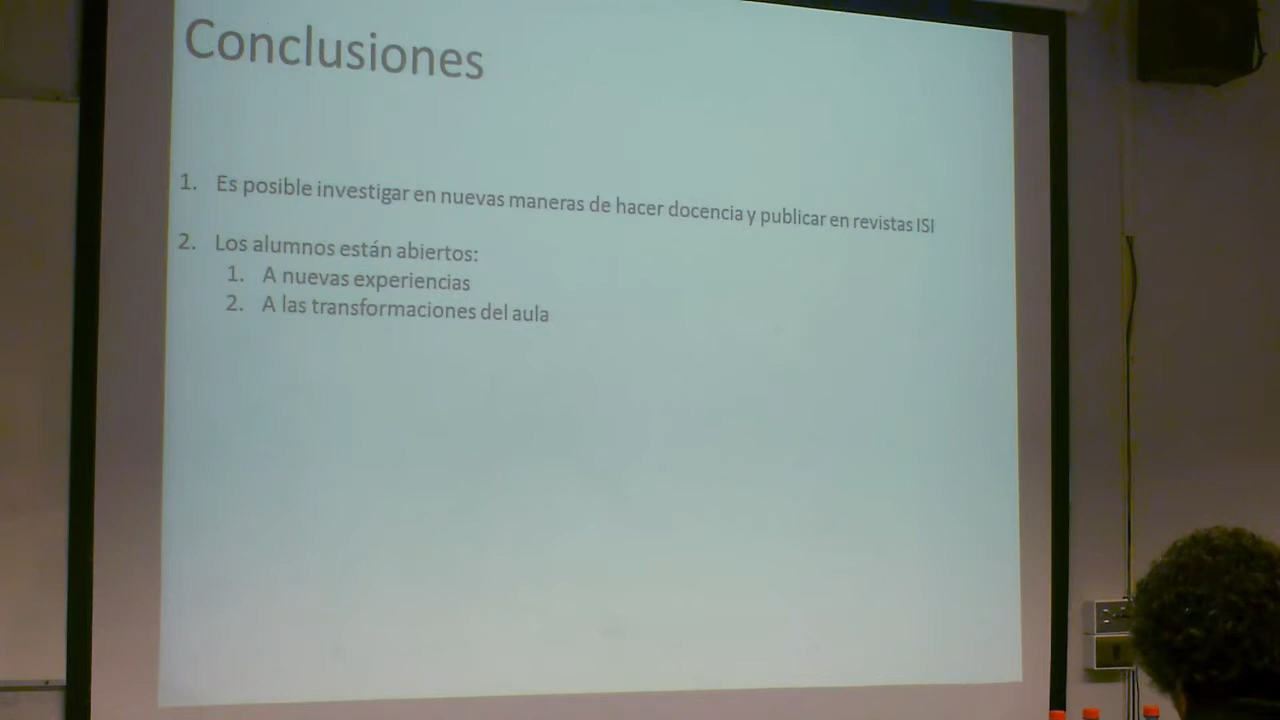 Conclusiones
1. Es posible investigar en nuevas maneras de hacer docencia y publicar en revistas ISI
2. Los alumnos están abiertos:
1. A nuevas experiencias
2. A las transformaciones del aula